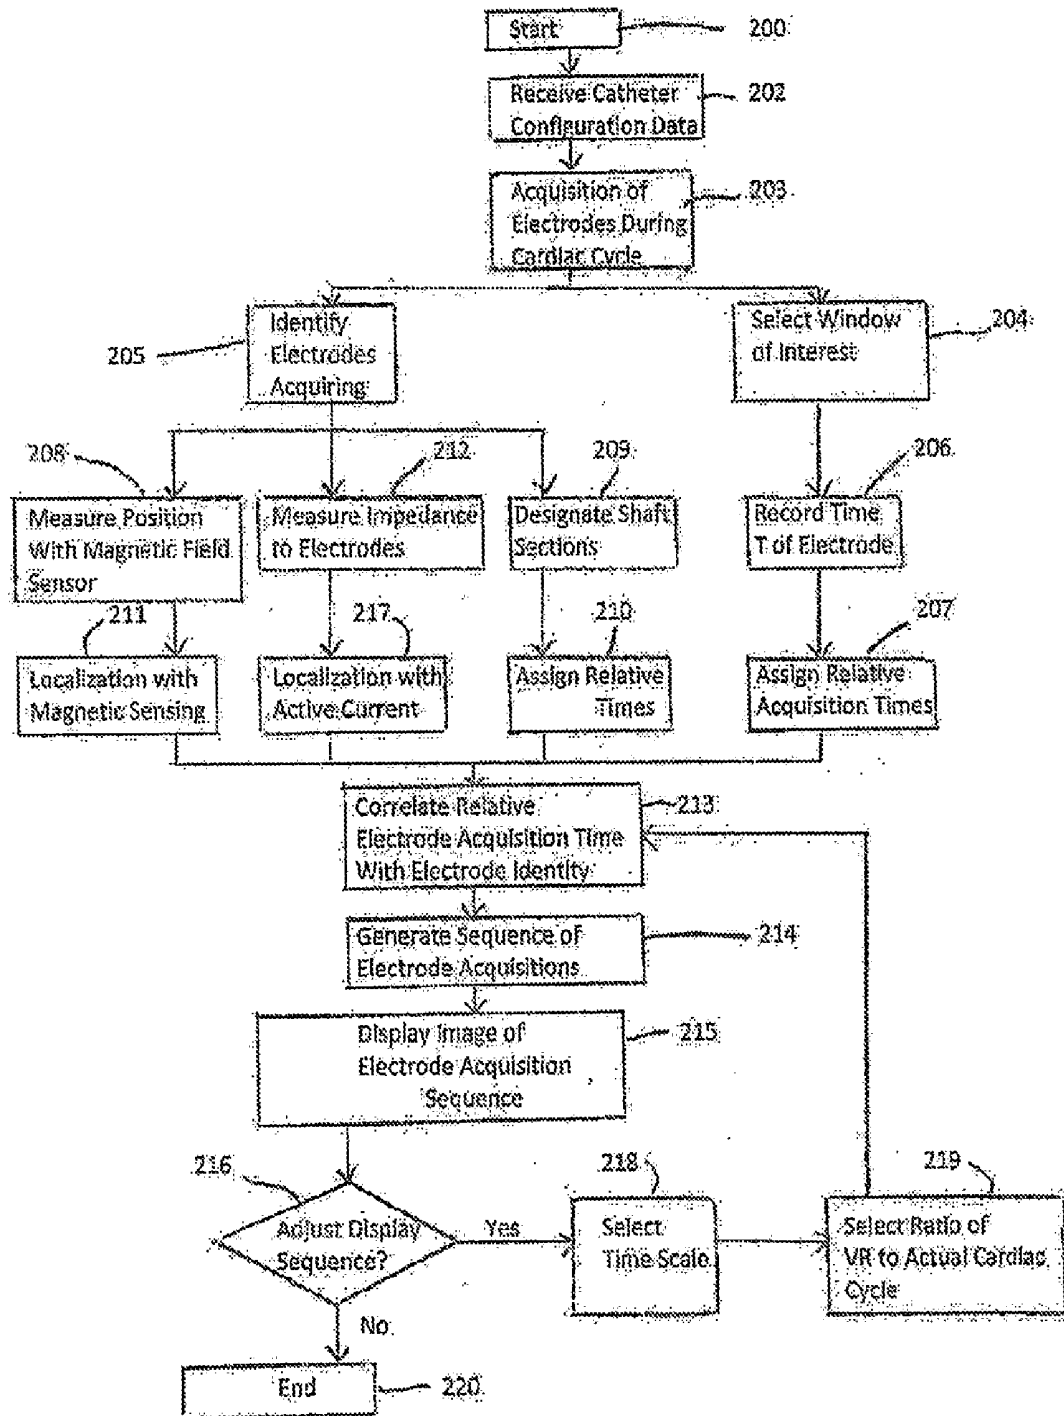 Start
200
Receive Catheter
Configuration Data
202
Acquisition of
Electrodes During
Cardiac Cycle
203
Identify
Electrodes
Acquiring
205
Select Window
of Interest
204
208
212
209
206
Measure Position
With Magnetic Field
Sensor
Measure Impedance
to Electrodes
Designate Shaft
Sections
Record Time
T of Electrode
211
217
210
207
Localization with
Magnetic Sensing
Localization with
Active Current
Assign Relative
Times
Assign Relative
Acquisition Times
Correlate Relative
Electrode Acquisition Time
With Electrode Identity
213
Generate Sequence of
Electrode Acquisitions
214
Display Image of
Electrode Acquisition
Sequence
215
216
Adjust Display
Sequence?
Yes
218
Select
Time Scale
219
Select Ratio of
VR to Actual Cardiac
Cycle
No
End
220